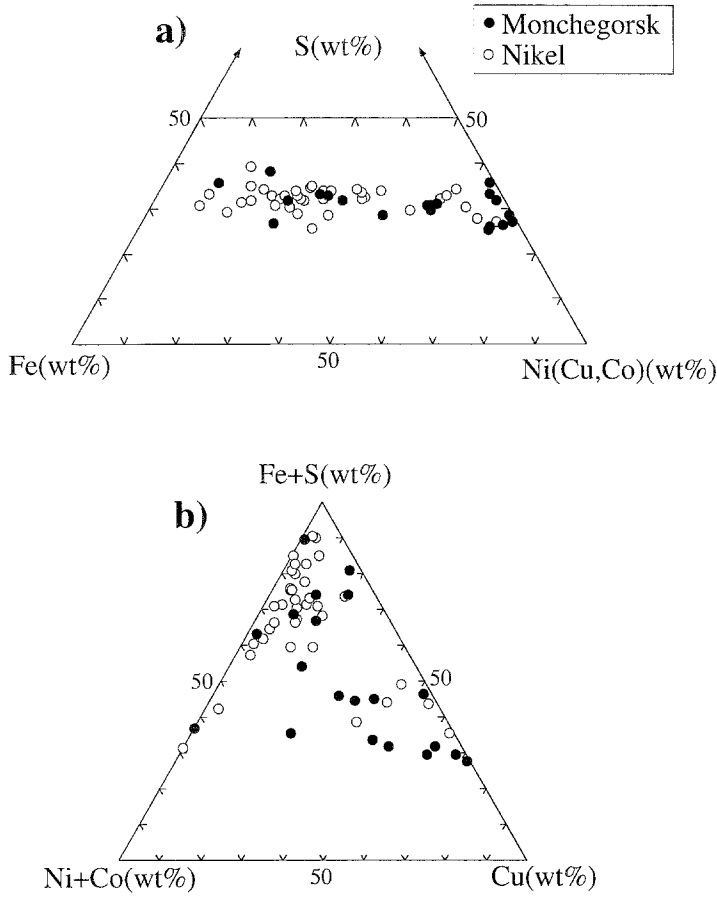 a)
S(wt%)
● Monchegorsk
○ Nikel
50
50
Fe(wt%)
50
Ni(Cu,Co)(wt%)
Fe+S(wt%)
b)
50
50
Ni+Co(wt%)
50
Cu(wt%)